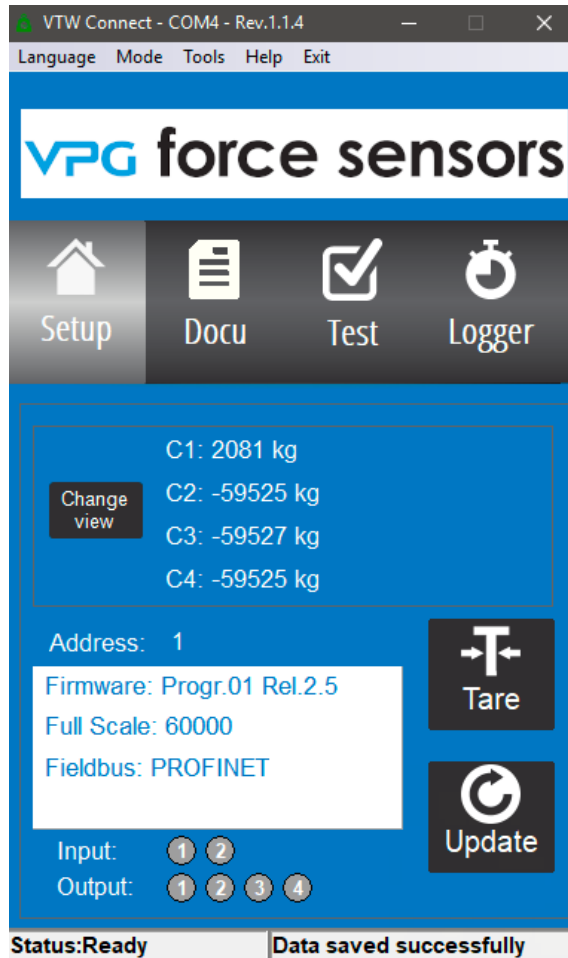 VTW Connect - COM4 - Rev.1.1.4
Language Mode Tools Help Exit
VPG force sensors
Setup Docu Test Logger
Change
view
C1: 2081 kg
C2: -59525 kg
C3: -59527 kg
C4: -59525 kg
Address: 1
Firmware: Progr.01 Rel.2.5
Full Scale: 60000
Fieldbus: PROFINET
Tare
Update
Input: 1 2
Output: 1 2 3 4
Status:Ready Data saved successfully